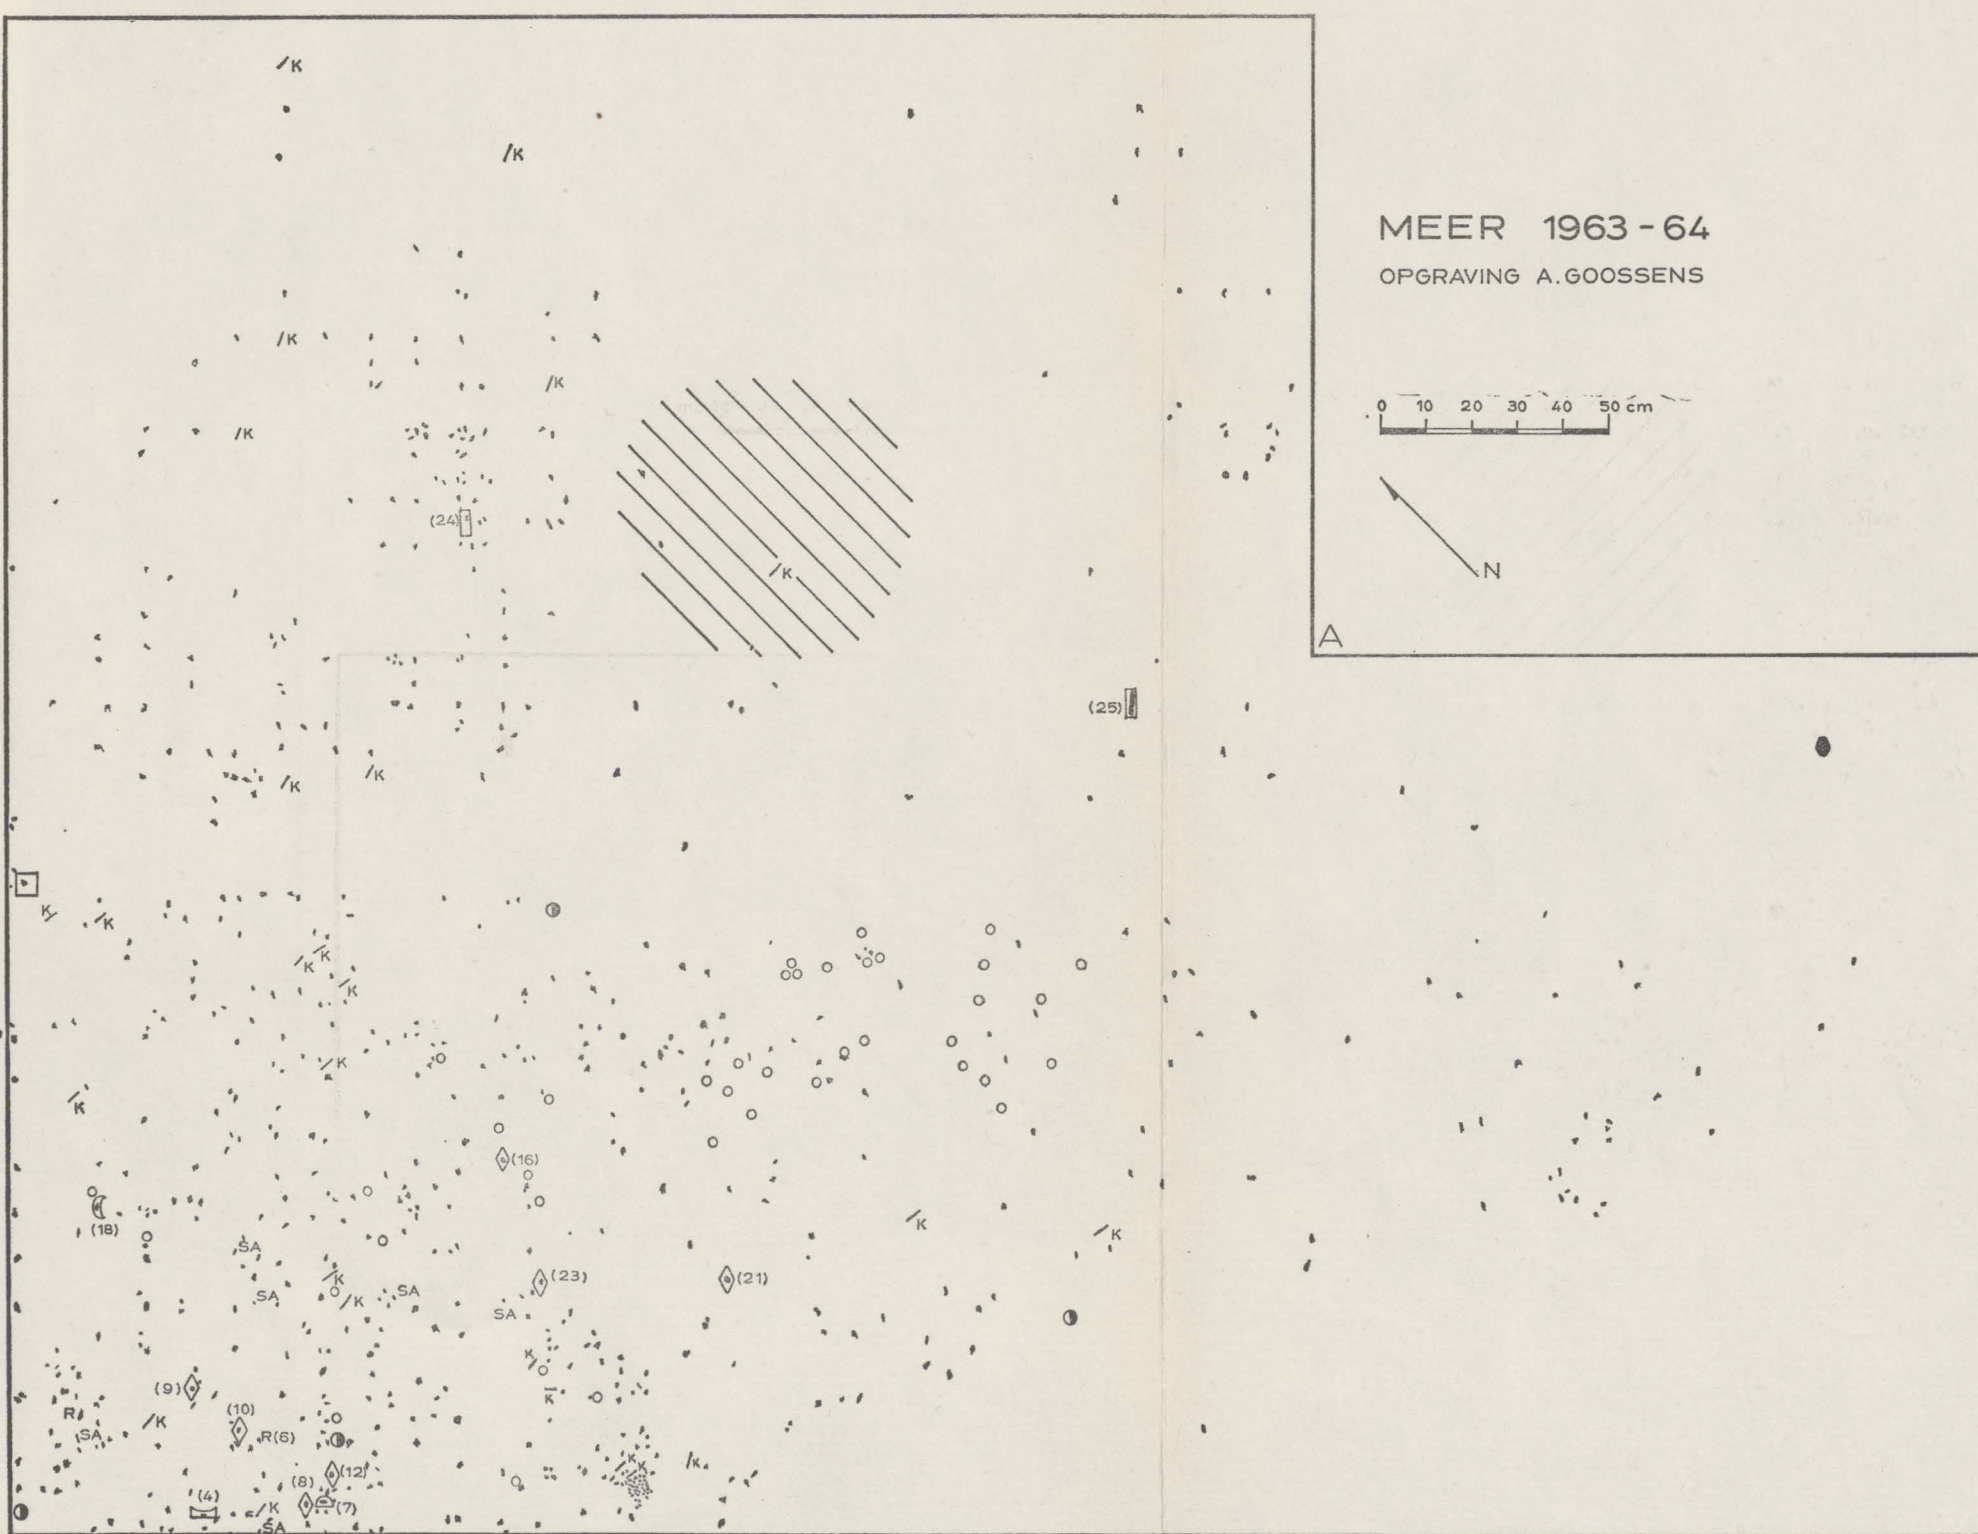 /K
/K
MEER 1963 - 64
OPGRAVING A. GOOSSENS
/K
/K
0 10 20 30 40 50 cm
/K
(24)
/K
N
A
(25)
/K
/K
K
/K
/K
/K
/K
/K
/K
(16)
(18)
/K
/K
SA
/K
(23)
(21)
SA
/K
SA
SA
K
(9)
K
R
/K
(10)
SA
R(6)
K
K
/K
(12)
(8)
(4)
/K
(7)
SA